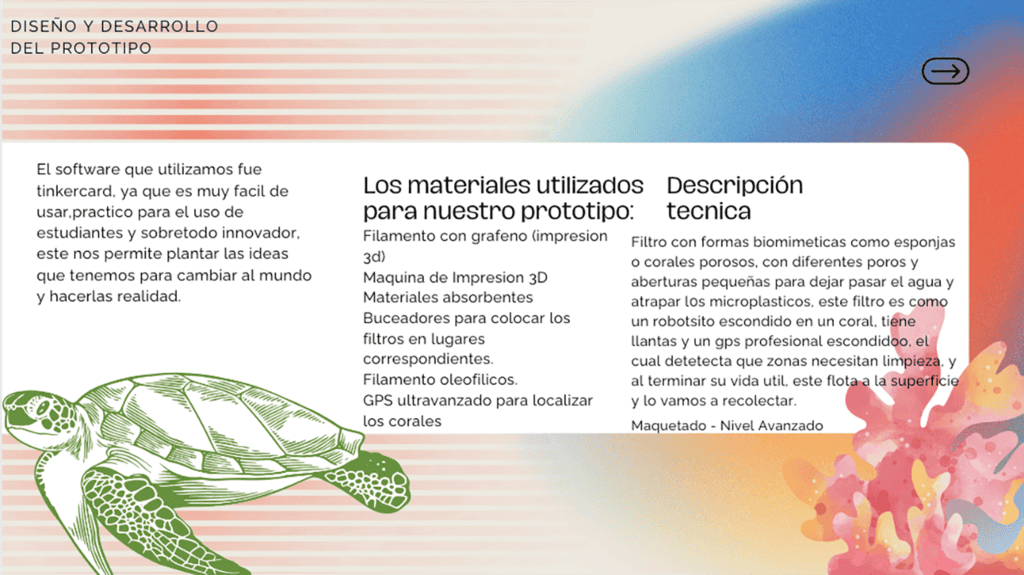 DISEÑO Y DESARROLLO
DEL PROTOTIPO
El software que utilizamos fue
tinkercard, ya que es muy facil de
usar,practico para el uso de
estudiantes y sobretodo innovador,
este nos permite plantar las ideas
que tenemos para cambiar al mundo
y hacerlas realidad.
Los materiales utilizados
para nuestro prototipo:
Filamento con grafeno (impresion
3d)
Maquina de Impresion 3D
Materiales absorbentes
Buceadores para colocar los
filtros en lugares
correspondientes.
Filamento oleofilicos.
GPS ultravanzado para localizar
los corales
Descripción
tecnica
Filtro con formas biomimeticas como esponjas
o corales porosos, con diferentes poros y
aberturas pequeñas para dejar pasar el agua y
atrapar los microplasticos, este filtro es como
un robotsito escondido en un coral, tiene
llantas y un gps profesional escondidoo, el
cual detetecta que zonas necesitan limpieza, y
al terminar su vida util, este flota a la superficie
y lo vamos a recolectar.
Maquetado - Nivel Avanzado